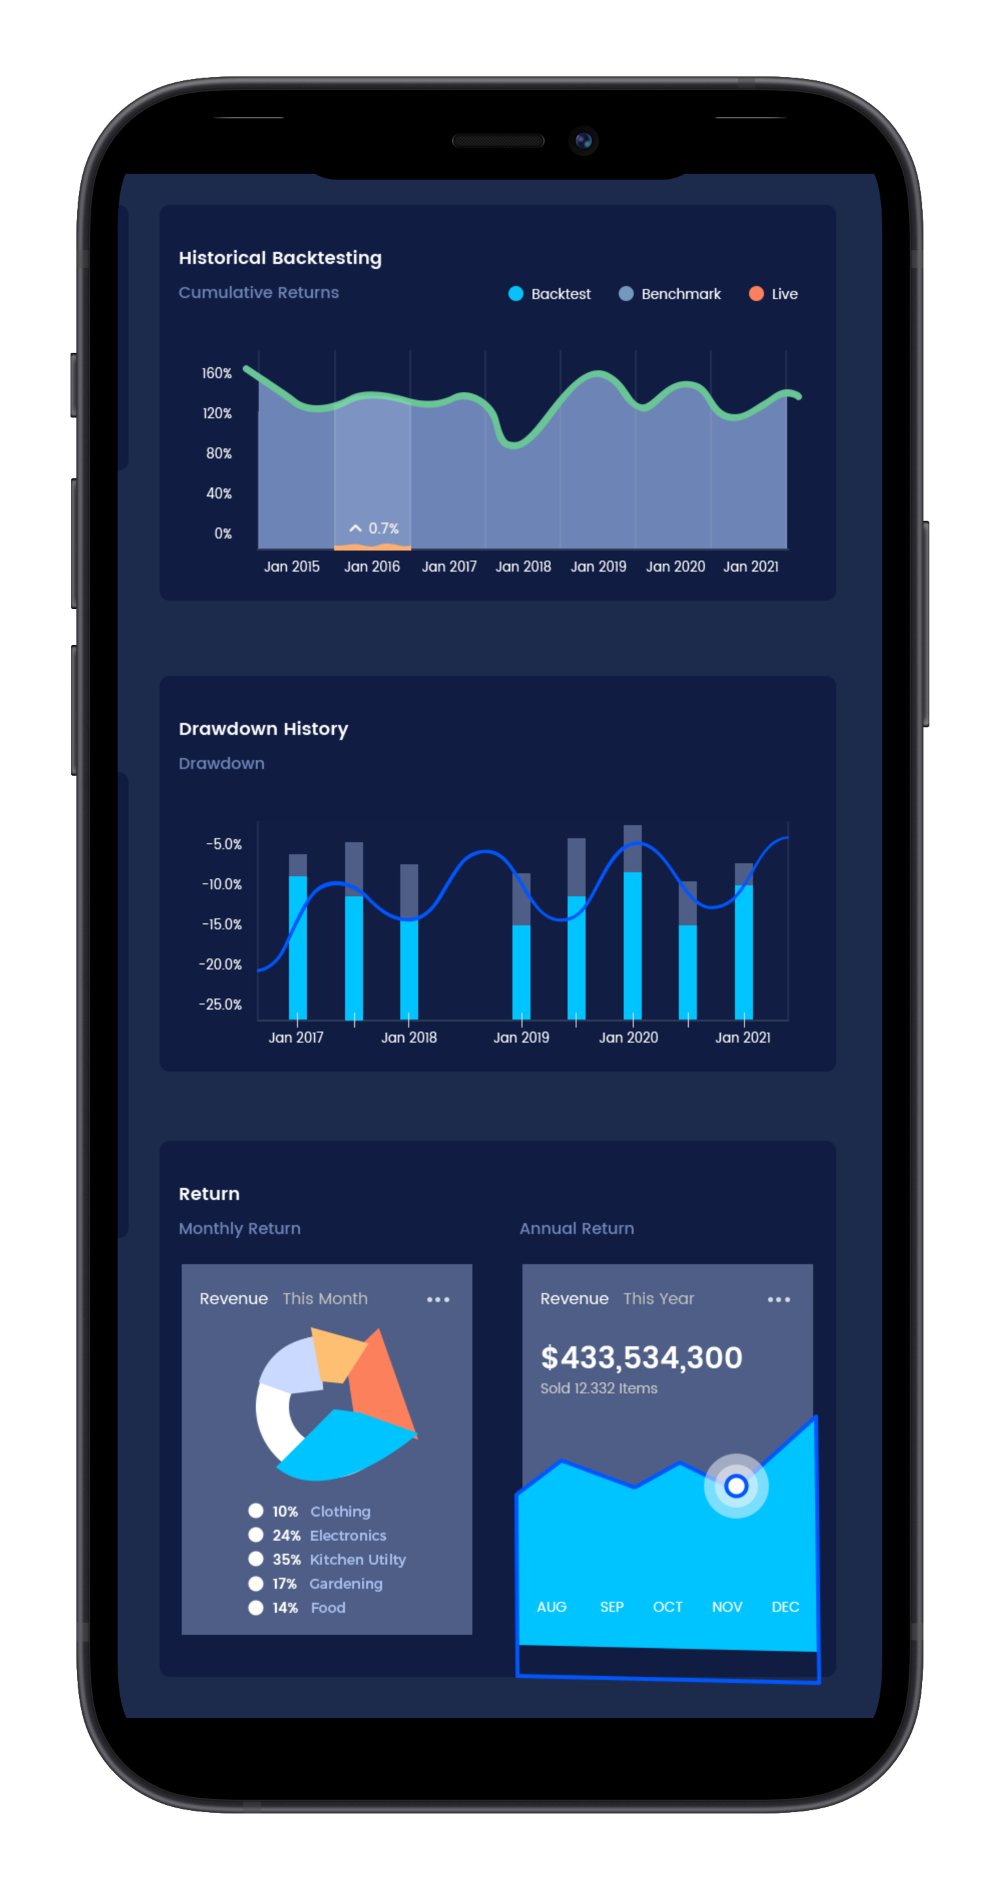 Historical Backtesting
Cumulative Returns
Backtest Benchmark Live
160%
120%
80%
40%
0%
0.7%
Jan 2015 Jan 2016 Jan 2017 Jan 2018 Jan 2019 Jan 2020 Jan 2021
Drawdown History
Drawdown
-5.0%
-10.0%
-15.0%
-20.0%
-25.0%
Jan 2017 Jan 2018 Jan 2019 Jan 2020 Jan 2021
Return
Monthly Return
Revenue This Month
10% Clothing
24% Electronics
35% Kitchen Utilty
17% Gardening
14% Food
Annual Return
Revenue This Year
$433,534,300
Sold 12.332 Items
AUG SEP OCT NOV DEC